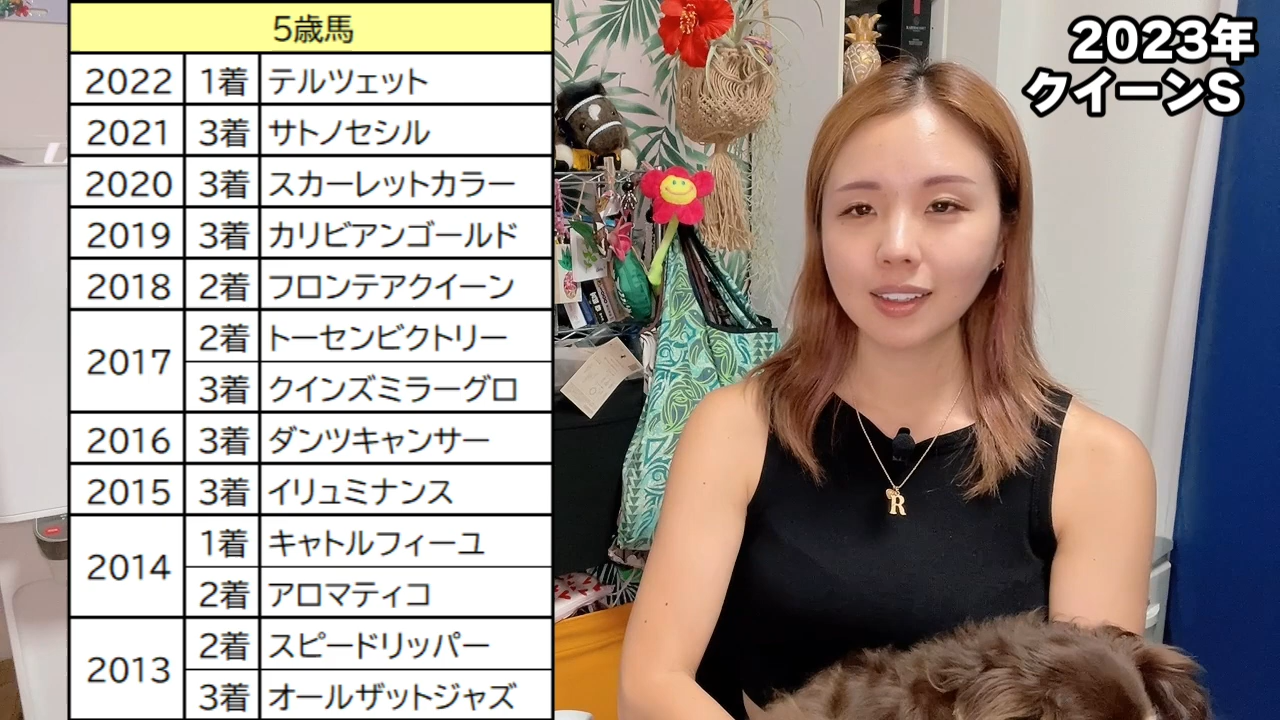 5歳馬
2022 1着 テルツェット
2021 3着 サトノセシル
2020 3着 スカーレットカラー
2019 3着 カリビアンゴールド
2018 2着 フロンテアクイーン
2017 2着 トーセンビクトリー
3着 クインズミラーグロ
2016 3着 ダンツキャンサー
2015 3着 イリュミナンス
2014 1着 キャトルフィーユ
2着 アロマティコ
2013 2着 スピードリッパー
3着 オールザットジャズ
2023年
クイーンS
R